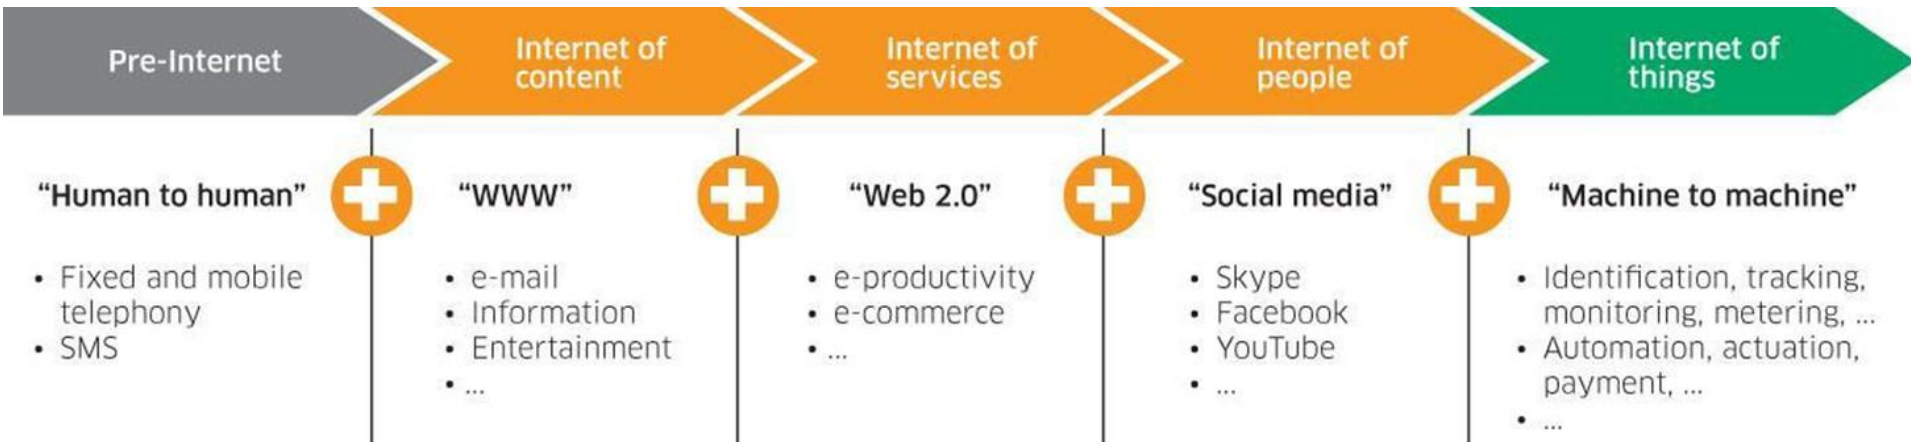 Pre-Internet
Internet of
content
Internet of
services
Internet of
people
Internet of
things
“Human to human”
“WWW”
“Web 2.0”
“Social media”
“Machine to machine”
• Fixed and mobile
telephony
• SMS
• e-mail
• Information
• Entertainment
• ...
• e-productivity
• e-commerce
• ...
• Skype
• Facebook
• YouTube
• ...
• Identification, tracking,
monitoring, metering, ...
• Automation, actuation,
payment, ...
• ...